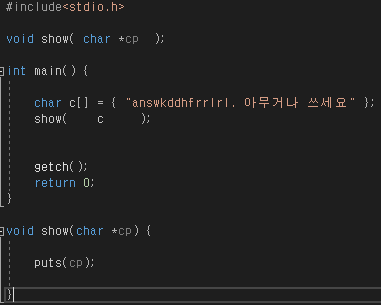 #include<stdio.h>
void show( char *cp );
int main() {
char c[] = { "answkddhfrrlrl. 아무거나 쓰세요" };
show( c );
getch();
return 0;
}
void show(char *cp) {
puts(cp);
}